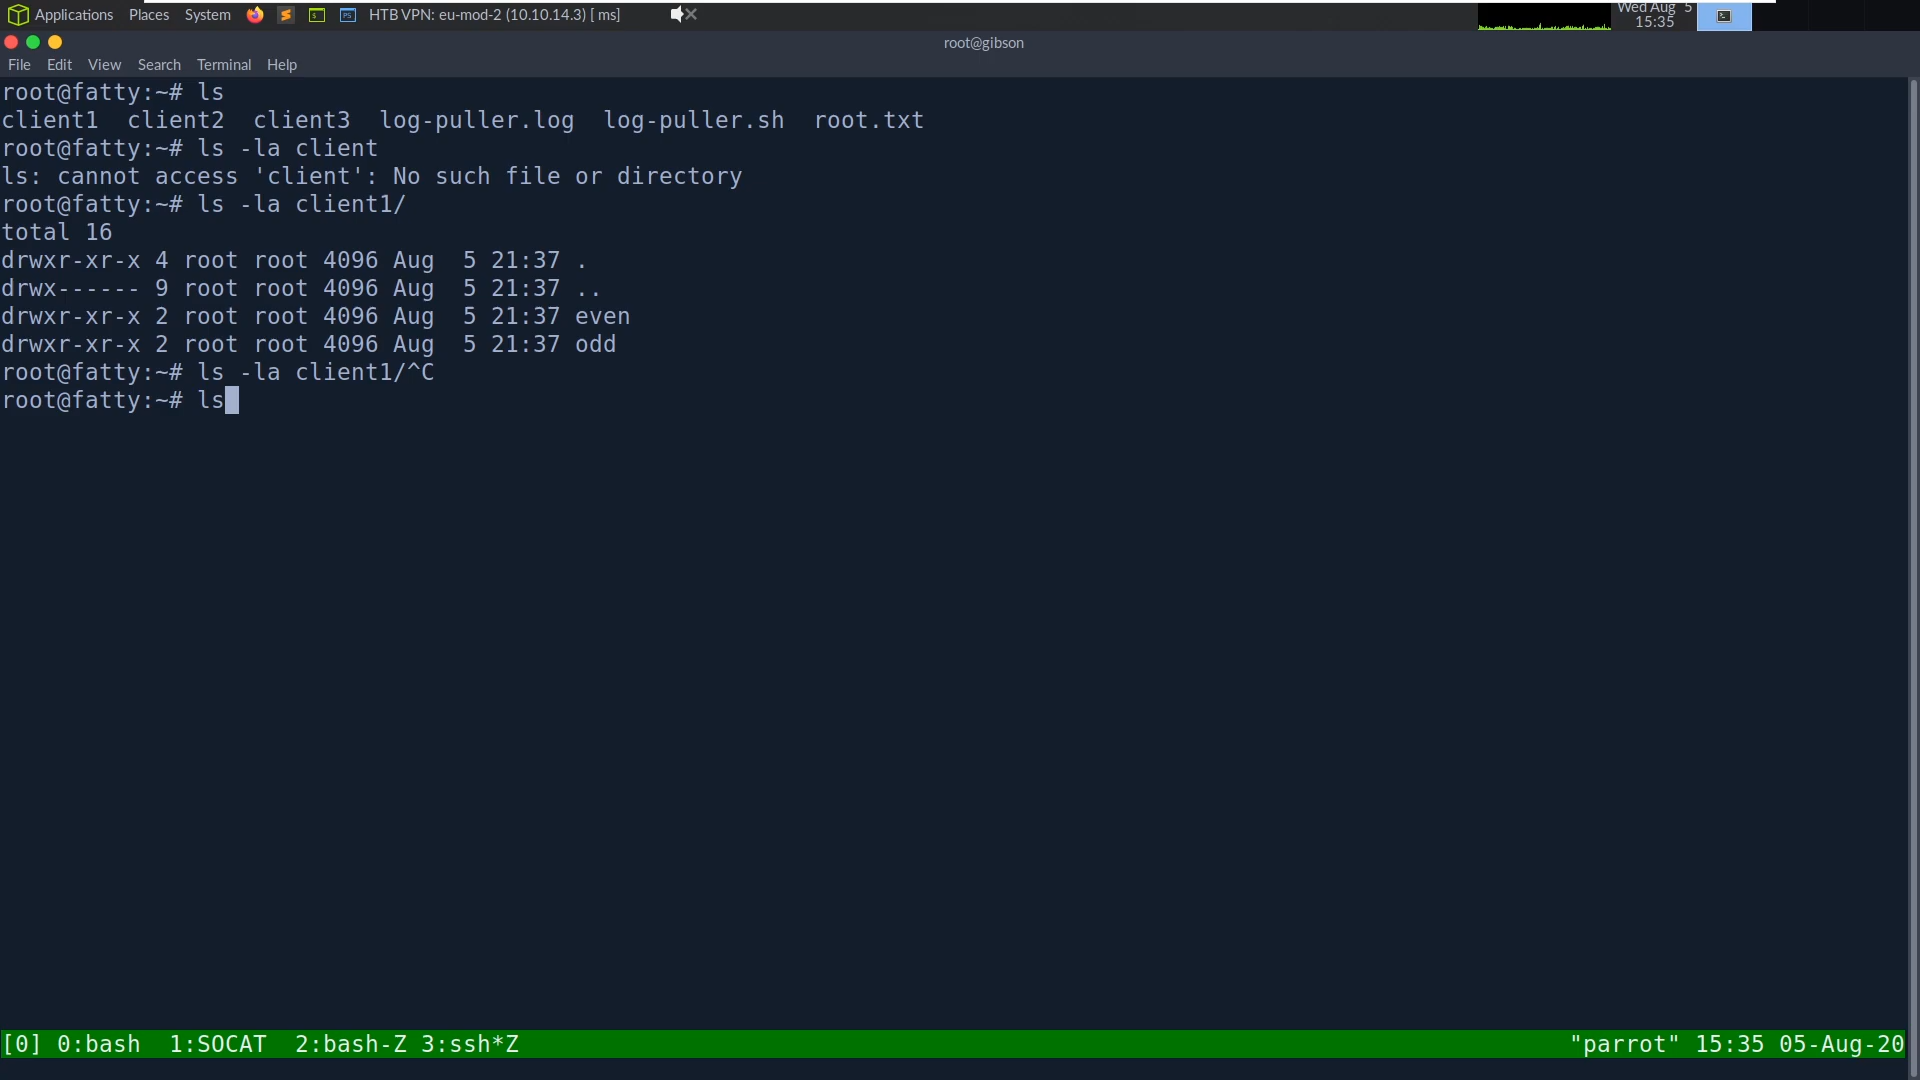 Applications Places System HTB VPN: eu-mod-2 (10.10.14.3) [ ms] Wed Aug 5
15:35
root@gibson
File Edit View Search Terminal Help
root@fatty:~# ls
client1  client2  client3  log-puller.log  log-puller.sh  root.txt
root@fatty:~# ls -la client
ls: cannot access 'client': No such file or directory
root@fatty:~# ls -la client1/
total 16
drwxr-xr-x 4 root root 4096 Aug  5 21:37 .
drwx------ 9 root root 4096 Aug  5 21:37 ..
drwxr-xr-x 2 root root 4096 Aug  5 21:37 even
drwxr-xr-x 2 root root 4096 Aug  5 21:37 odd
root@fatty:~# ls -la client1/^C
root@fatty:~# ls
[0] 0:bash  1:SOCAT  2:bash-Z 3:ssh*Z "parrot" 15:35 05-Aug-20